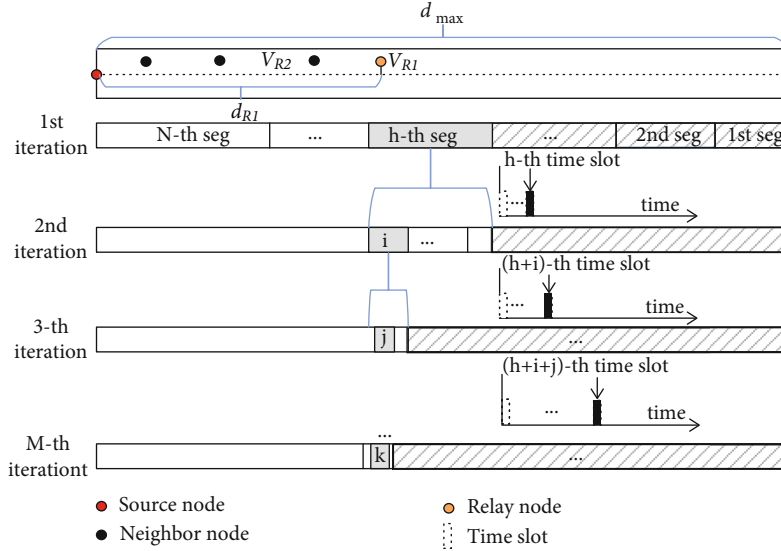 d max
V_R2 V_R1
d_R1
1st iteration
N-th seg ... h-th seg ... 2nd seg 1st seg
h-th time slot
... time
2nd iteration
i ...
(h+i)-th time slot
... time
3-th iteration
j ...
(h+i+j)-th time slot
... time
...
M-th iterationt
k ...
Source node
Relay node
Neighbor node
Time slot